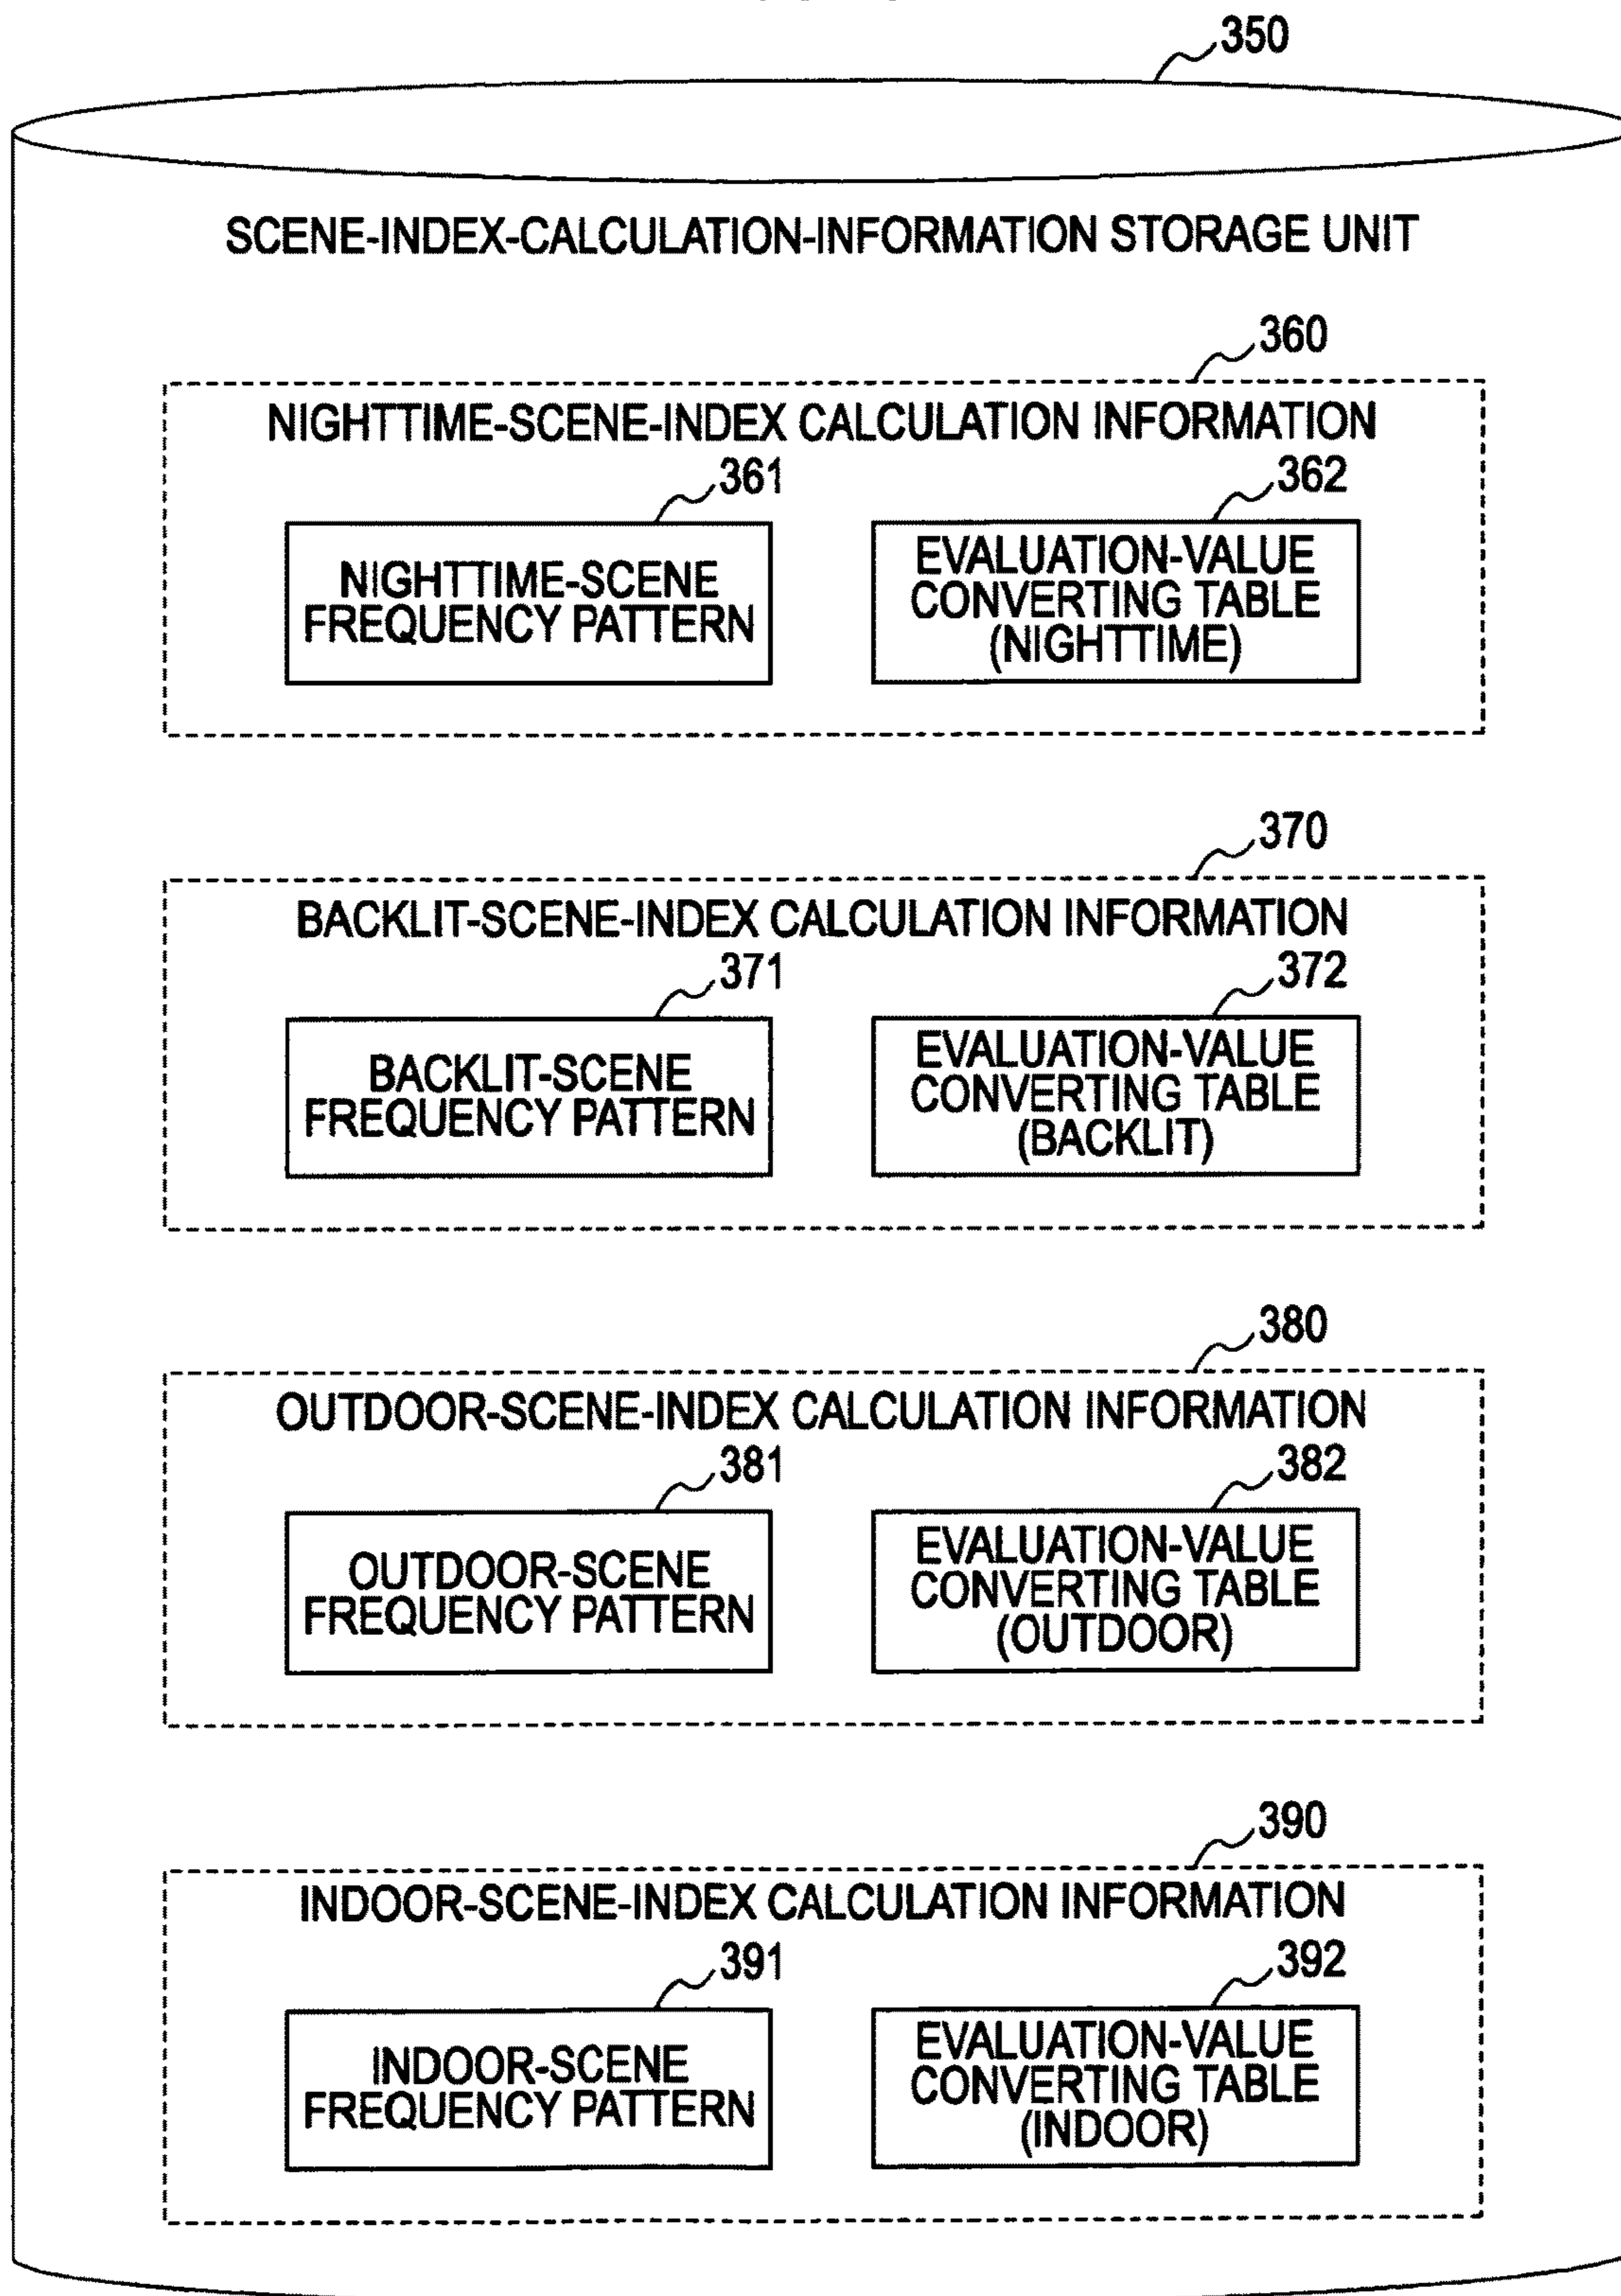 350
SCENE-INDEX-CALCULATION-INFORMATION STORAGE UNIT
360
NIGHTTIME-SCENE-INDEX CALCULATION INFORMATION
361
362
NIGHTTIME-SCENE
FREQUENCY PATTERN
EVALUATION-VALUE
CONVERTING TABLE
(NIGHTTIME)
370
BACKLIT-SCENE-INDEX CALCULATION INFORMATION
371
372
BACKLIT-SCENE
FREQUENCY PATTERN
EVALUATION-VALUE
CONVERTING TABLE
(BACKLIT)
380
OUTDOOR-SCENE-INDEX CALCULATION INFORMATION
381
382
OUTDOOR-SCENE
FREQUENCY PATTERN
EVALUATION-VALUE
CONVERTING TABLE
(OUTDOOR)
390
INDOOR-SCENE-INDEX CALCULATION INFORMATION
391
392
INDOOR-SCENE
FREQUENCY PATTERN
EVALUATION-VALUE
CONVERTING TABLE
(INDOOR)